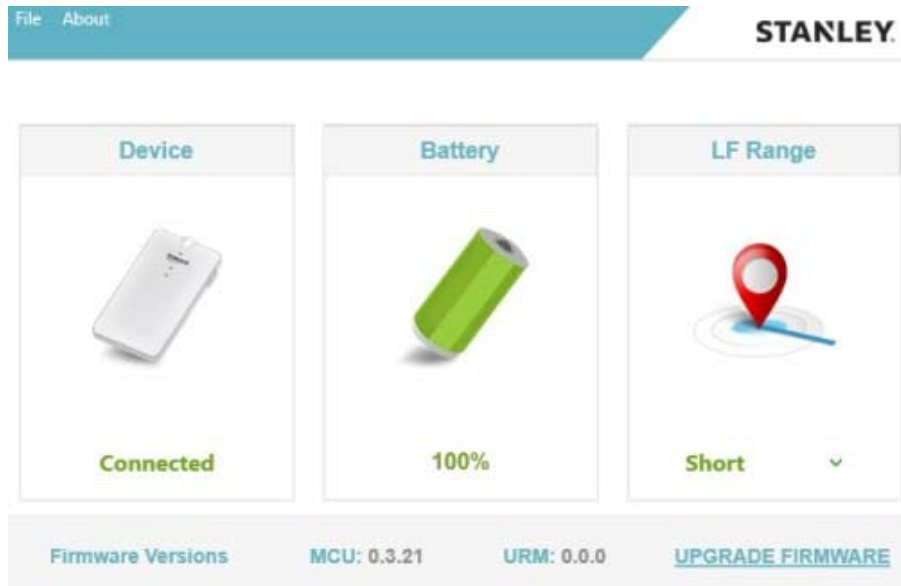 File About
STANLEY.
Device
Battery
LF Range
Connected
100%
Short
Firmware Versions MCU: 0.3.21 URM: 0.0.0 UPGRADE FIRMWARE